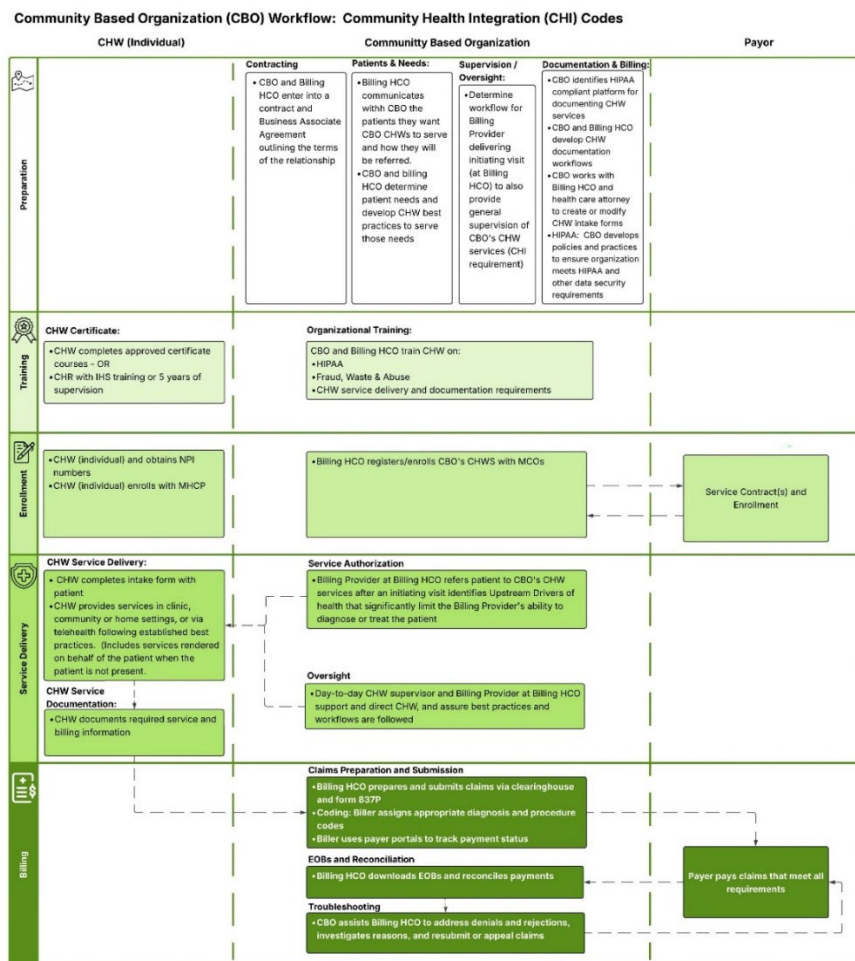 Community Based Organization (CBO) Workflow: Community Health Integration (CHI) Codes
CHW (Individual)
Communitty Based Organization
Payor
Preparation
Contracting
• CBO and Billing
HCO enter into a
contract and
Business Associate
Agreement
outlining the terms
of the relationship
Patients & Needs:
• Billing HCO
communicates
withh CBO the
patients they want
CBO CHWs to serve
and how they will
be referred.
• CBO and billing
HCO determine
patient needs and
develop CHW best
practices to serve
those needs
Supervision /
Oversight:
• Determine
workflow for
Billing
Provider
delivering
initiating visit
(at Billing
HCO) to also
provide
general
supervision of
CBO's CHW
services (CHI
requirement)
Documentation & Billing:
• CBO identifies HIPAA
compliant platform for
documenting CHW
services
• CBO and Billing HCO
develop CHW
documentation
workflows
• CBO works with
Billing HCO and
health care attorney
to create or modify
CHW intake forms
• HIPAA: CBO develops
policies and practices
to ensure organization
meets HIPAA and
other data security
requirements
Training
CHW Certificate:
• CHW completes approved certificate
courses - OR
• CHR with IHS training or 5 years of
supervision
Organizational Training:
CBO and Billing HCO train CHW on:
• HIPAA
• Fraud, Waste & Abuse
• CHW service delivery and documentation requirements
Enrollment
• CHW (individual) and obtains NPI
numbers
• CHW (individual) enrolls with MHCP
• Billing HCO registers/enrolls CBO's CHWS with MCOs
Service Contract(s) and
Enrollment
Service Delivery
CHW Service Delivery:
• CHW completes intake form with
patient
• CHW provides services in clinic,
community or home settings, or via
telehealth following established best
practices. (Includes services rendered
on behalf of the patient when the
patient is not present.
CHW Service
Documentation:
• CHW documents required service and
billing information
Service Authorization
• Billing Provider at Billing HCO refers patient to CBO's CHW
services after an initiating visit identifies Upstream Drivers of
health that significantly limit the Billing Provider's ability to
diagnose or treat the patient
Oversight
• Day-to-day CHW supervisor and Billing Provider at Billing HCO
support and direct CHW, and assure best practices and
workflows are followed
Billing
Claims Preparation and Submission
• Billing HCO prepares and submits claims via clearinghouse
and form 837P
• Coding: Biller assigns appropriate diagnosis and procedure
codes
• Biller uses payer portals to track payment status
EOBs and Reconciliation
• Billing HCO downloads EOBs and reconciles payments
Troubleshooting
• CBO assists Billing HCO to address denials and rejections,
investigates reasons, and resubmit or appeal claims
Payer pays claims that meet all
requirements